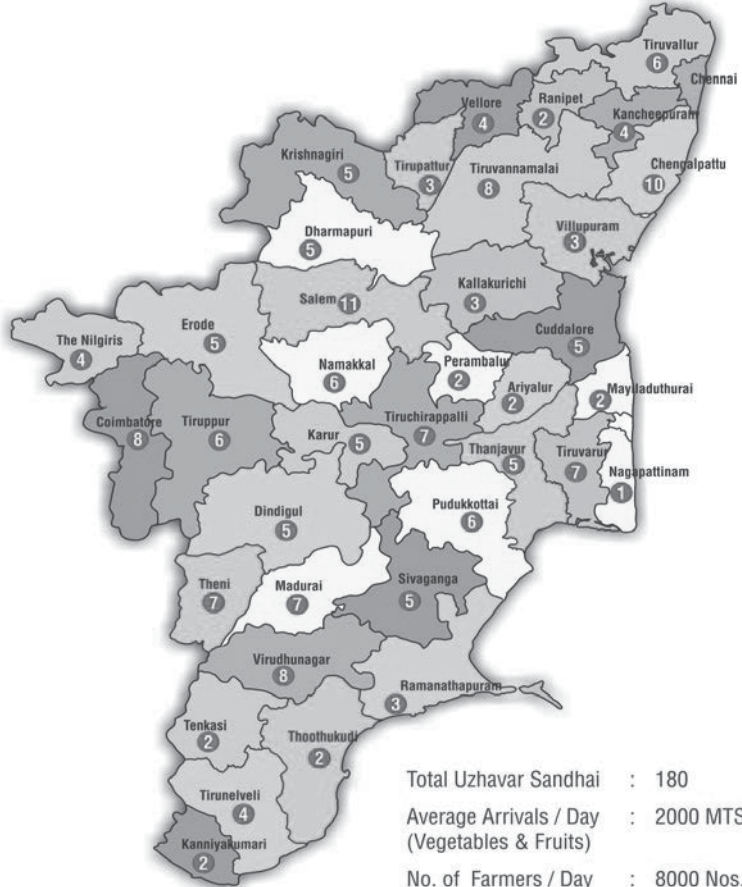 Tiruvallur
6
Chennai
Vellore
4
Ranipet
2
Kancheepuram
4
Krishnagiri
5
Tirupattur
3
Tiruvannamalai
8
Chengalpattu
10
Dharmapuri
5
Villupuram
3
Salem 11
Kallakurichi
3
The Nilgiris
4
Erode
5
Cuddalore
5
Namakkal
6
Perambalur
2
Ariyalur
2
Mayiladuthurai
2
Coimbatore
8
Tiruppur
6
Karur
5
Tiruchirappalli
7
Thanjavur
5
Tiruvarur
7
Nagapattinam
1
Dindigul
5
Pudukkottai
6
Theni
7
Madurai
7
Sivaganga
5
Virudhunagar
8
Ramanathapuram
3
Tenkasi
2
Thoothukudi
2
Tirunelveli
4
Kanniyakumari
2
Total Uzhavar Sandhai : 180
Average Arrivals / Day : 2000 MTS
(Vegetables & Fruits)
No. of Farmers / Day : 8000 Nos.